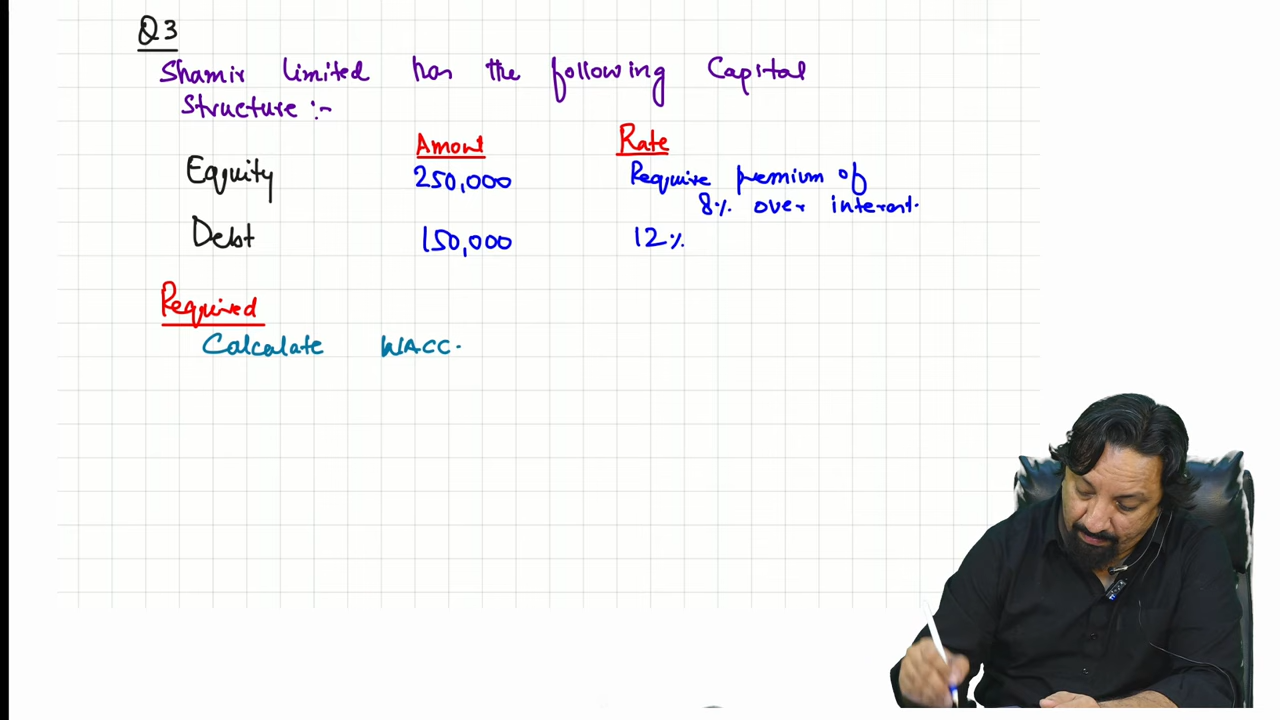 Q3
Shamir Limited has the following Capital
Structure :-
Amount Rate
Equity 250,000 Require premium of
8% over interest.
Debt 150,000 12%
Required
Calculate WACC.